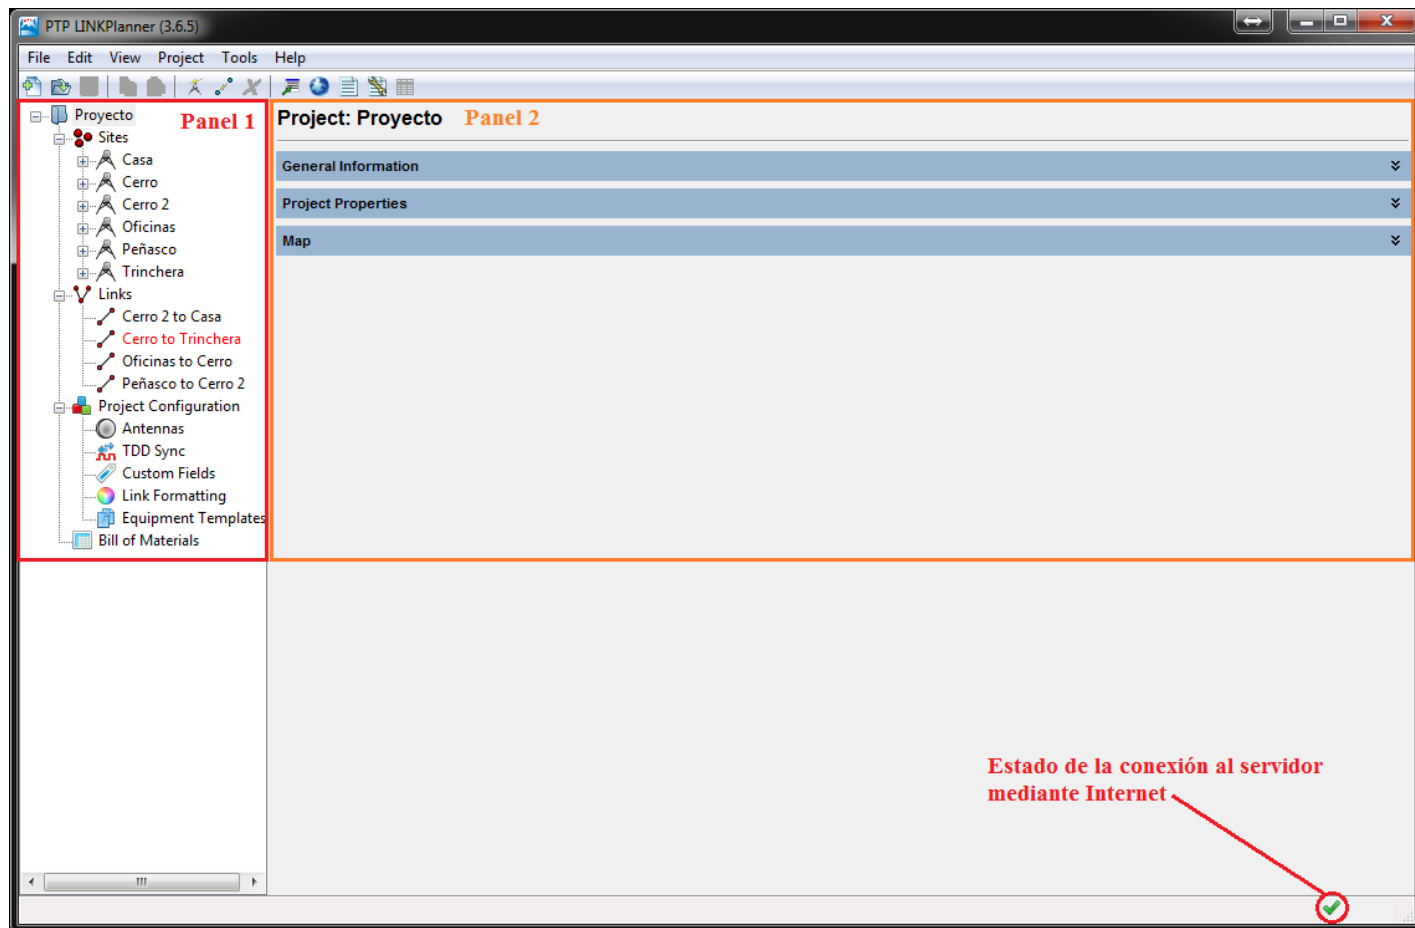 PTP LINKPlanner (3.6.5)
File Edit View Project Tools Help
Proyecto
Panel 1
Sites
Casa
Cerro
Cerro 2
Oficinas
Peñasco
Trinchera
Links
Cerro 2 to Casa
Cerro to Trinchera
Oficinas to Cerro
Peñasco to Cerro 2
Project Configuration
Antennas
TDD Sync
Custom Fields
Link Formatting
Equipment Templates
Bill of Materials
Project: Proyecto Panel 2
General Information
Project Properties
Map
Estado de la conexión al servidor
mediante Internet